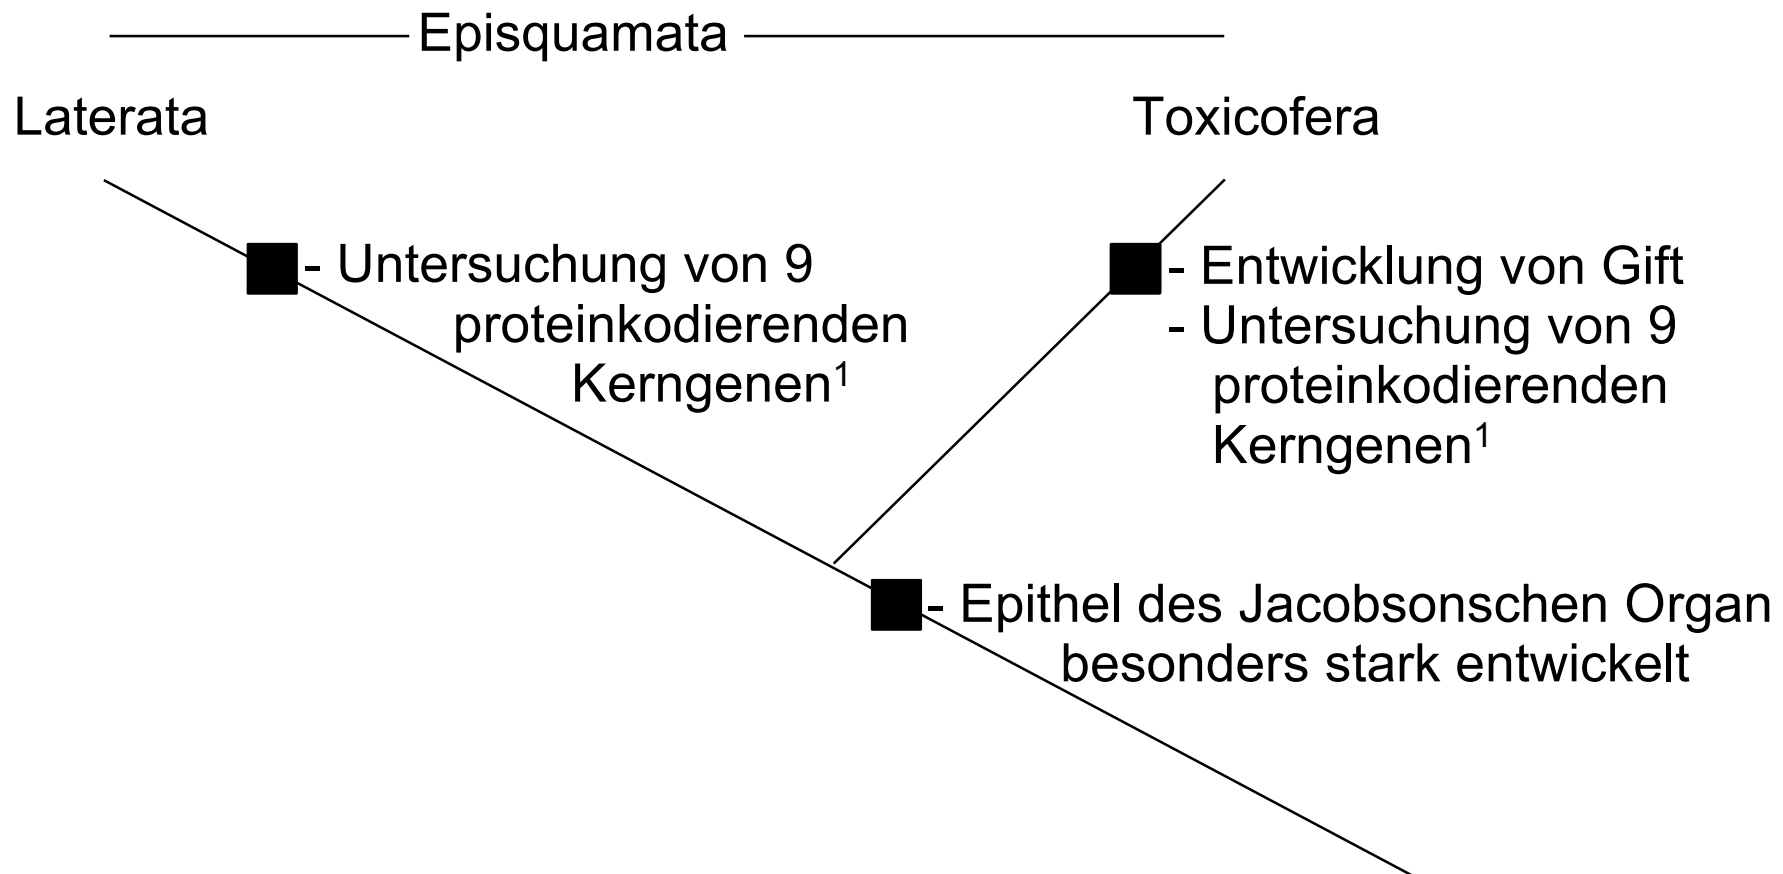 Episquamata
Laterata
Toxicofera
- Untersuchung von 9
proteinkodierenden
Kerngenen¹
- Entwicklung von Gift
- Untersuchung von 9
proteinkodierenden
Kerngenen¹
- Epithel des Jacobsonschen Organ
besonders stark entwickelt